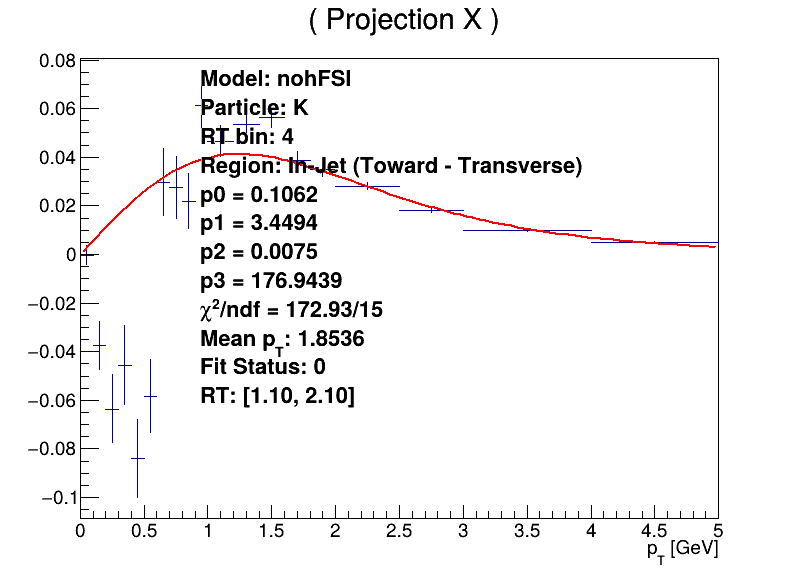 ( Projection X )
0.08
0.06
0.04
0.02
0
−0.02
−0.04
−0.06
−0.08
−0.1
Model: nohFSI
Particle: K
RT bin: 4
Region: In-Jet (Toward - Transverse)
p0 = 0.1062
p1 = 3.4494
p2 = 0.0075
p3 = 176.9439
χ²/ndf = 172.93/15
Mean p_T: 1.8536
Fit Status: 0
RT: [1.10, 2.10]
0 0.5 1 1.5 2 2.5 3 3.5 4 4.5 5
p_T [GeV]